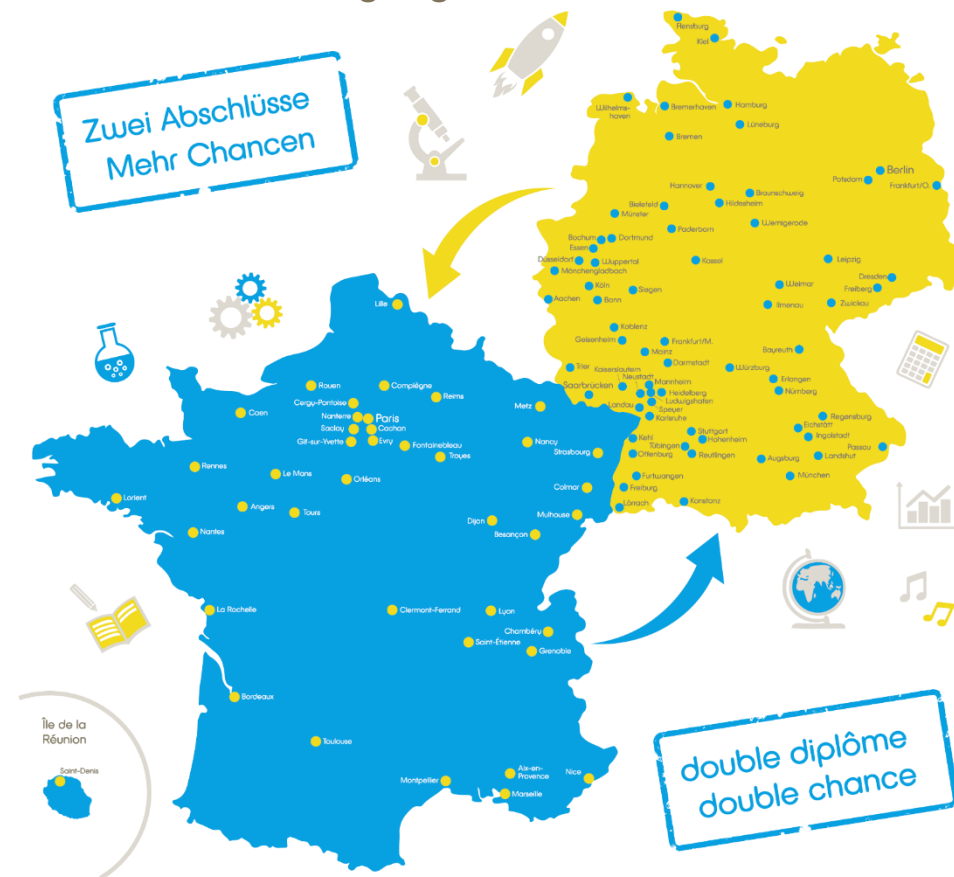 Zwei Abschlüsse
Mehr Chancen
Flensburg
Kiel
Wilhelms-
haven
Bremerhaven
Hamburg
Lüneburg
Bremen
Berlin
Potsdam
Frankfurt/O.
Hannover
Braunschweig
Bielefeld
Hildesheim
Münster
Wernigerode
Paderborn
Bochum
Dortmund
Essen
Düsseldorf
Wuppertal
Kassel
Leipzig
Mönchengladbach
Dresden
Köln
Siegen
Weimar
Freiberg
Aachen
Bonn
Ilmenau
Zwickau
Koblenz
Geisenheim
Frankfurt/M.
Mainz
Bayreuth
Darmstadt
Trier
Kaiserslautern
Würzburg
Neustadt
Mannheim
Erlangen
Saarbrücken
Heidelberg
Nürnberg
Ludwigshafen
Landau
Speyer
Karlsruhe
Regensburg
Eichstätt
Stuttgart
Ingolstadt
Kehl
Hohenheim
Tübingen
Passau
Offenburg
Reutlingen
Augsburg
Landshut
Furtwangen
München
Freiburg
Lörrach
Konstanz
Lille
Rouen
Compiègne
Reims
Cergy-Pontoise
Metz
Caen
Nanterre
Paris
Saclay
Cachan
Gif-sur-Yvette
Evry
Fontainebleau
Nancy
Troyes
Strasbourg
Rennes
Le Mans
Orléans
Colmar
Lorient
Angers
Tours
Mulhouse
Dijon
Nantes
Besançon
La Rochelle
Clermont-Ferrand
Lyon
Chambéry
Saint-Étienne
Grenoble
Bordeaux
Toulouse
Aix-en-
Provence
Nice
Montpellier
Marseille
Île de la
Réunion
Saint-Denis
double diplôme
double chance